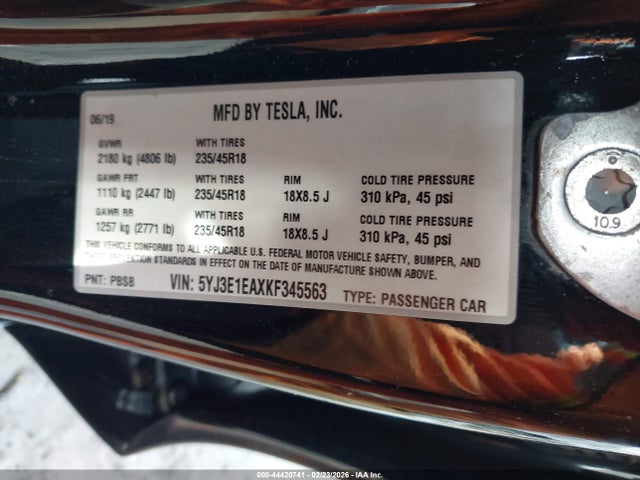 06/19 MFD BY TESLA, INC.
GVWR WITH TIRES
2180 kg (4806 lb) 235/45R18
GAWR FRT WITH TIRES RIM COLD TIRE PRESSURE
1110 kg (2447 lb) 235/45R18 18X8.5 J 310 kPa, 45 psi
GAWR RR WITH TIRES RIM COLD TIRE PRESSURE
1257 kg (2771 lb) 235/45R18 18X8.5 J 310 kPa, 45 psi
THIS VEHICLE CONFORMS TO ALL APPLICABLE U.S. FEDERAL MOTOR VEHICLE SAFETY, BUMPER, AND
THEFT PREVENTION STANDARDS IN EFFECT ON THE DATE OF MANUFACTURE SHOWN ABOVE.
PNT: PBSB VIN: 5YJ3E1EAXKF345563 TYPE: PASSENGER CAR
10.9
000-44420741 - 02/23/2026 - IAA Inc.